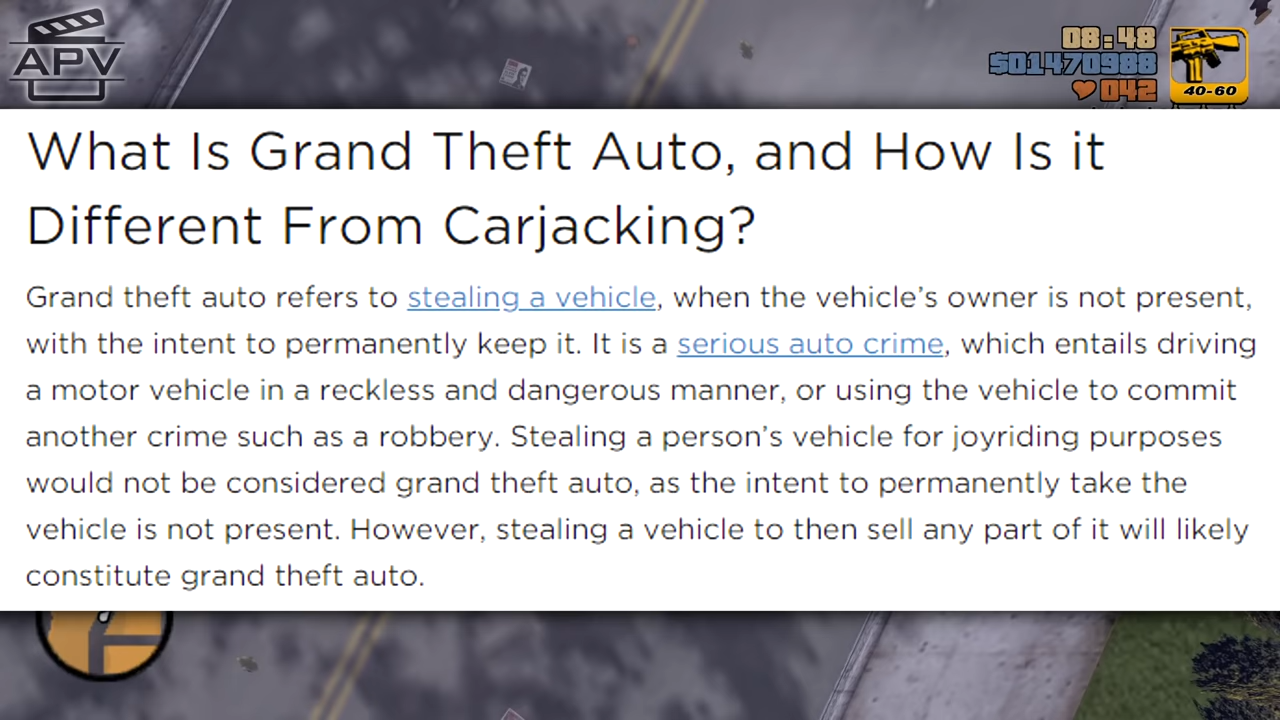 APV
08:48
$01470988
042
40-60
What Is Grand Theft Auto, and How Is it
Different From Carjacking?
Grand theft auto refers to stealing a vehicle, when the vehicle's owner is not present,
with the intent to permanently keep it. It is a serious auto crime, which entails driving
a motor vehicle in a reckless and dangerous manner, or using the vehicle to commit
another crime such as a robbery. Stealing a person's vehicle for joyriding purposes
would not be considered grand theft auto, as the intent to permanently take the
vehicle is not present. However, stealing a vehicle to then sell any part of it will likely
constitute grand theft auto.